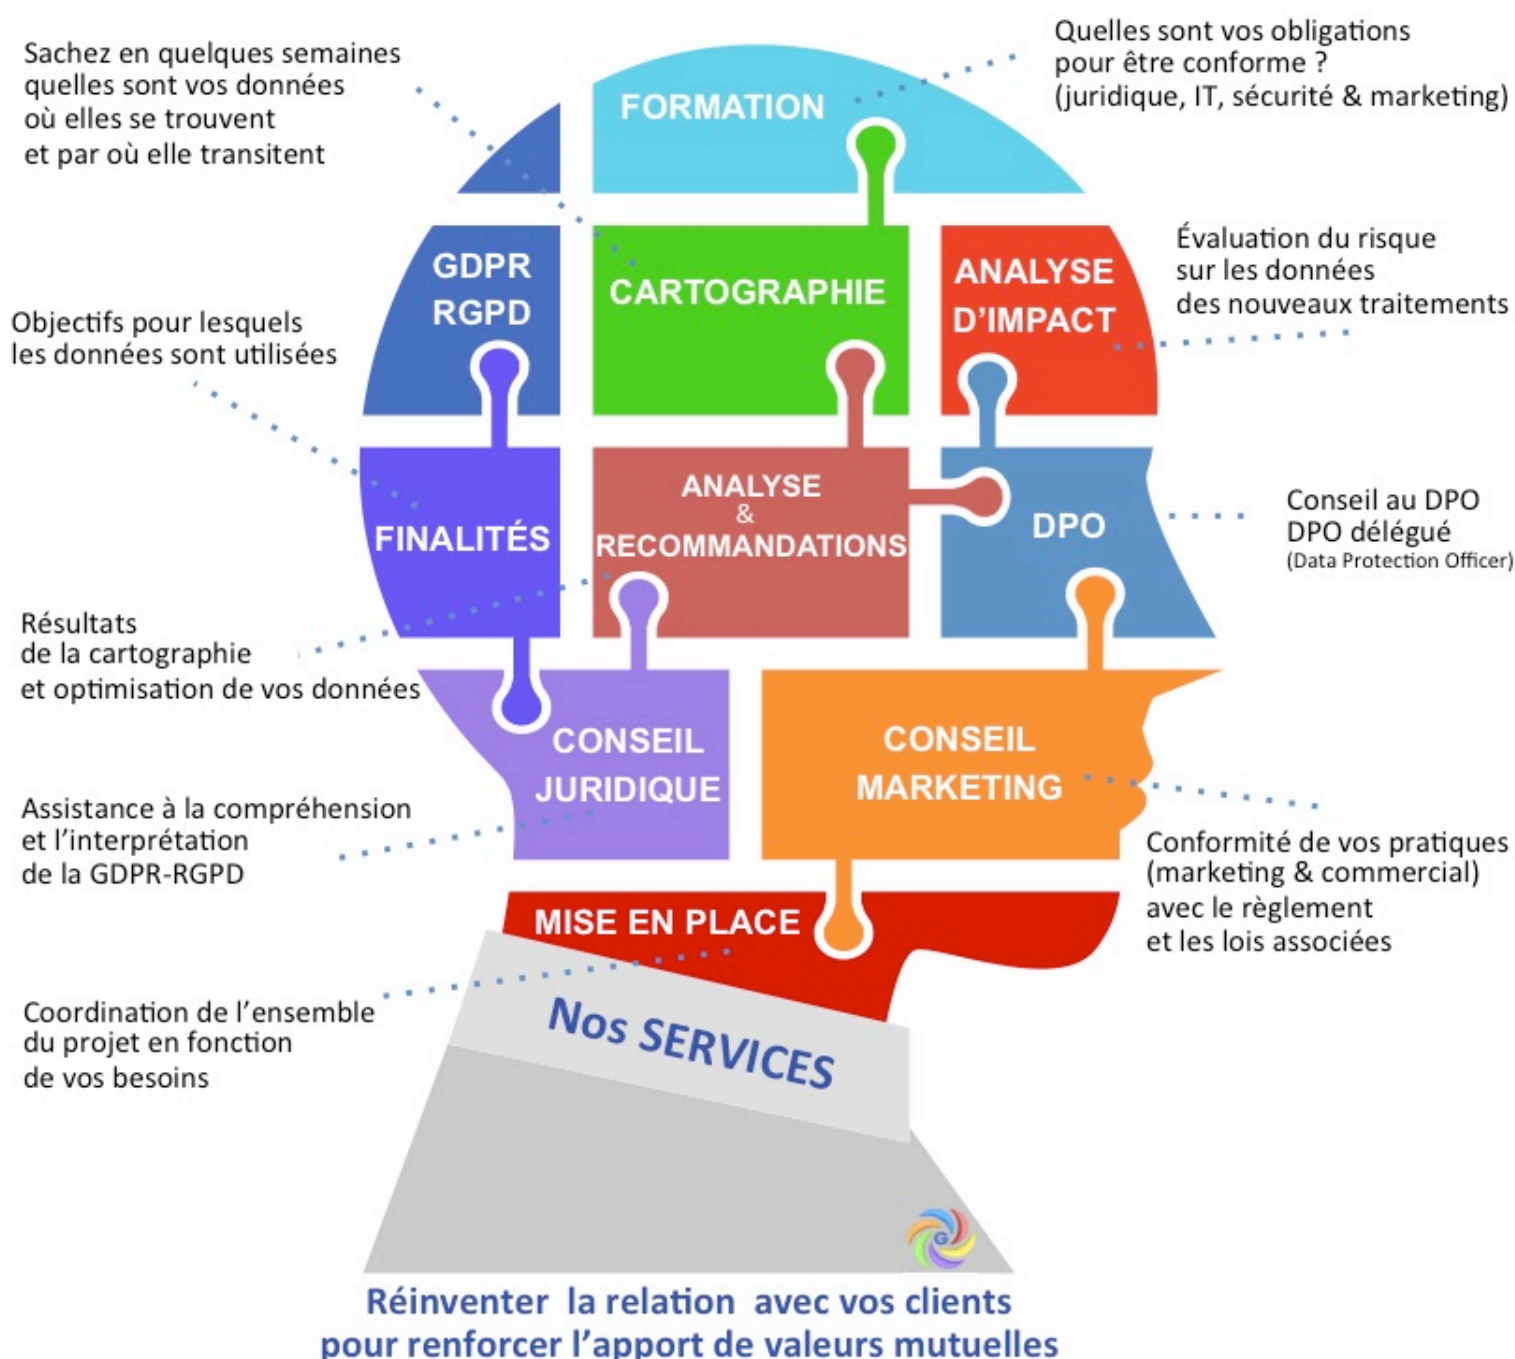 Sachez en quelques semaines
quelles sont vos données
où elles se trouvent
et par où elle transitent
Quelles sont vos obligations
pour être conforme ?
(juridique, IT, sécurité & marketing)
FORMATION
GDPR
RGPD
CARTOGRAPHIE
ANALYSE
D’IMPACT
Évaluation du risque
sur les données
des nouveaux traitements
Objectifs pour lesquels
les données sont utilisées
FINALITÉS
ANALYSE
&
RECOMMANDATIONS
DPO
Conseil au DPO
DPO délégué
(Data Protection Officer)
Résultats
de la cartographie
et optimisation de vos données
CONSEIL
JURIDIQUE
CONSEIL
MARKETING
Assistance à la compréhension
et l’interprétation
de la GDPR-RGPD
Conformité de vos pratiques
(marketing & commercial)
avec le règlement
et les lois associées
MISE EN PLACE
Coordination de l’ensemble
du projet en fonction
de vos besoins
Nos SERVICES
G
Réinventer la relation avec vos clients
pour renforcer l’apport de valeurs mutuelles